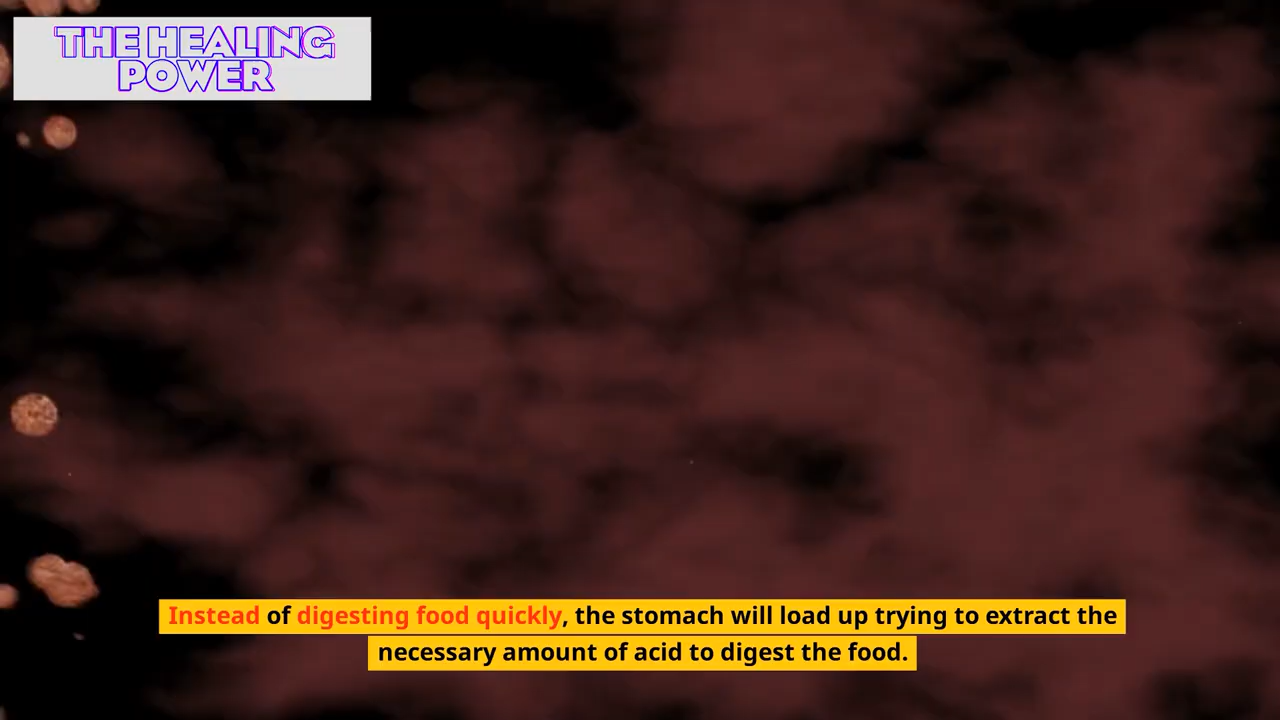 THE HEALING
POWER
Instead of digesting food quickly, the stomach will load up trying to extract the
necessary amount of acid to digest the food.